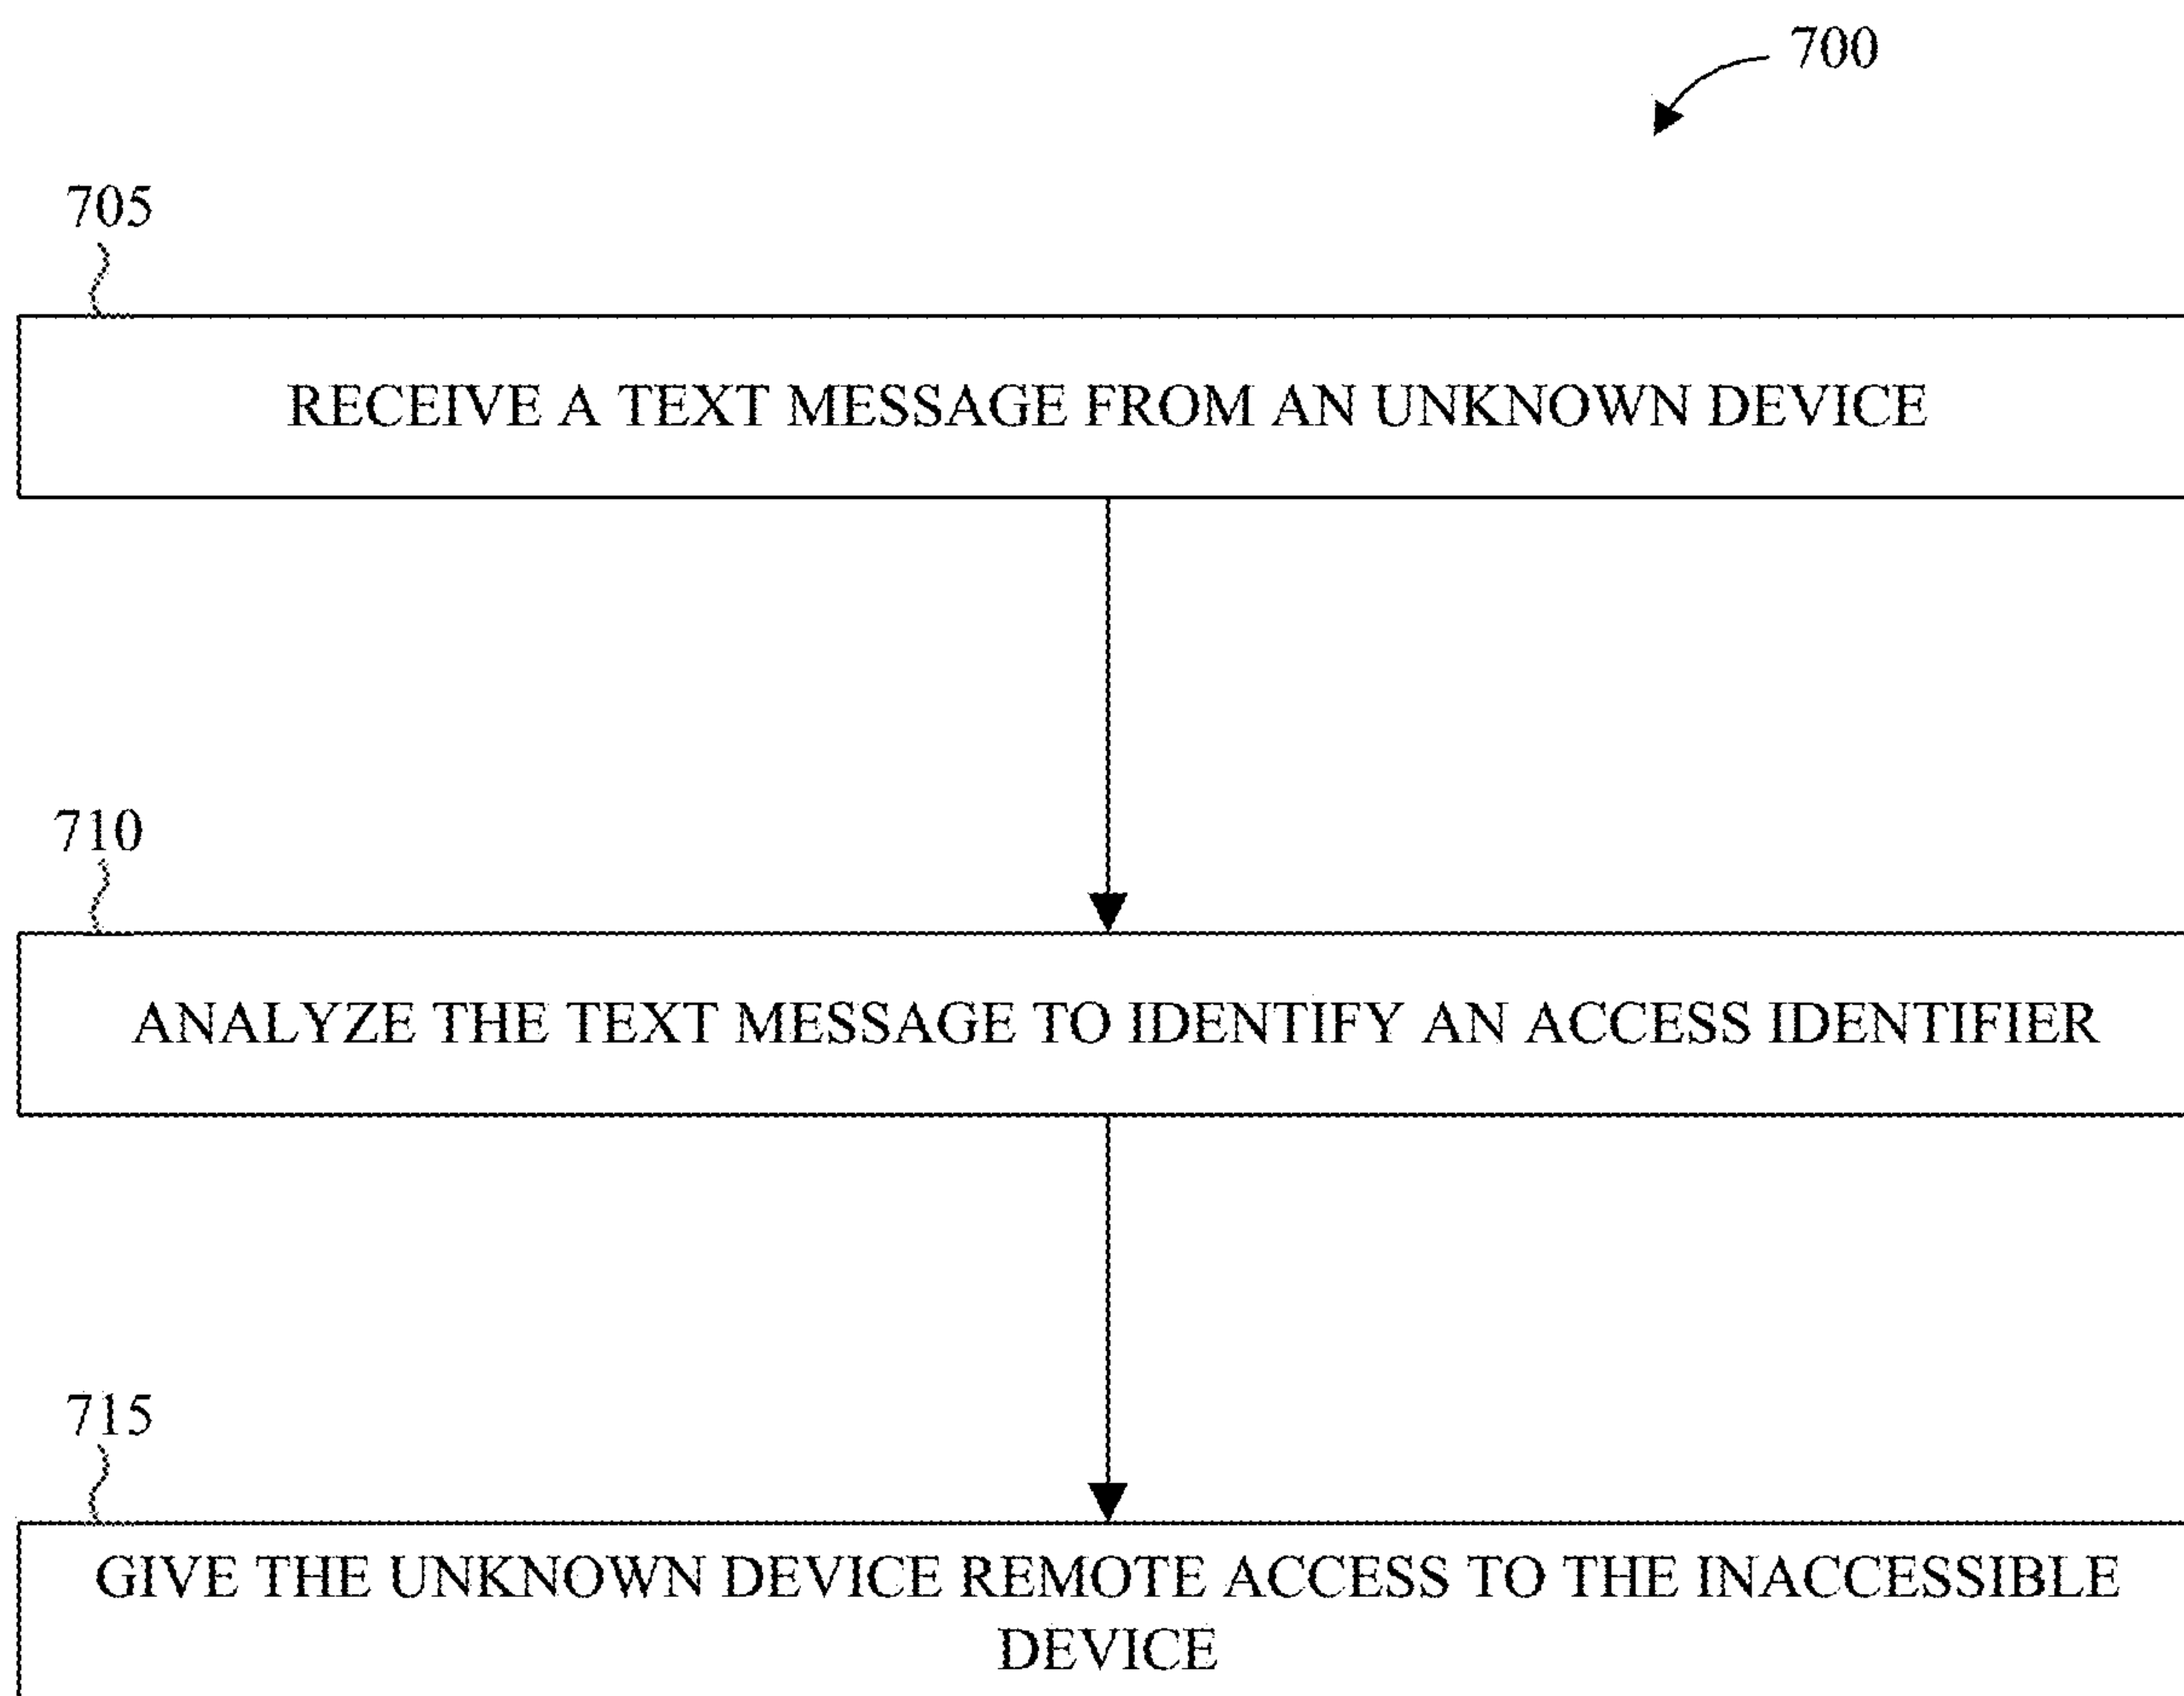 700
705
RECEIVE A TEXT MESSAGE FROM AN UNKNOWN DEVICE
710
ANALYZE THE TEXT MESSAGE TO IDENTIFY AN ACCESS IDENTIFIER
715
GIVE THE UNKNOWN DEVICE REMOTE ACCESS TO THE INACCESSIBLE
DEVICE